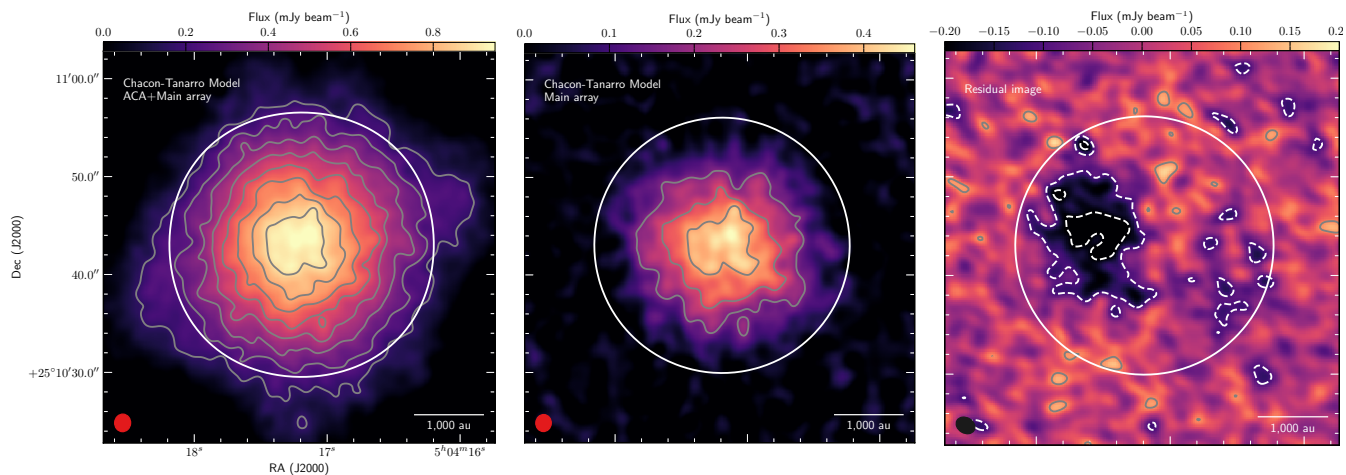 Flux (mJy beam⁻¹)
0.0 0.2 0.4 0.6 0.8
Chacon-Tanarro Model
ACA+Main array
11′00.0″
50.0″
40.0″
+25°10′30.0″
Dec (J2000)
1,000 au
18ˢ 17ˢ 5ʰ04ᵐ16ˢ
RA (J2000)
Flux (mJy beam⁻¹)
0.0 0.1 0.2 0.3 0.4
Chacon-Tanarro Model
Main array
1,000 au
Flux (mJy beam⁻¹)
−0.20 −0.15 −0.10 −0.05 0.00 0.05 0.10 0.15 0.2
Residual image
1,000 au